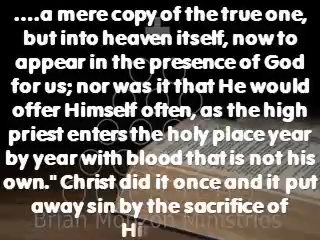 ....a mere copy of the true one,
but into heaven itself, now to
appear in the presence of God
for us; nor was it that He would
offer Himself often, as the high
priest enters the holy place year
by year with blood that is not his
own." Christ did it once and it put
away sin by the sacrifice of
Hi
Brian Ministries